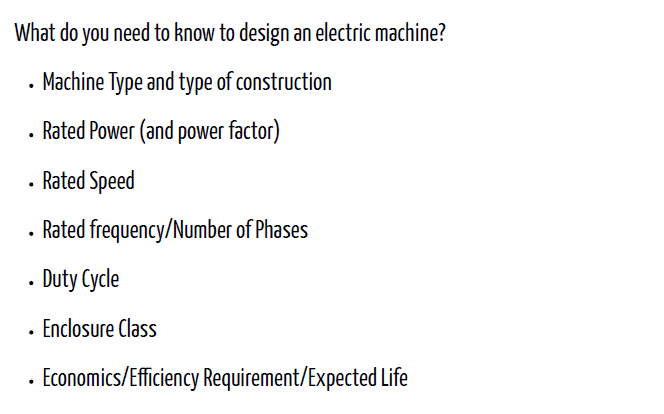 What do you need to know to design an electric machine?
• Machine Type and type of construction
• Rated Power (and power factor)
• Rated Speed
• Rated frequency/Number of Phases
• Duty Cycle
• Enclosure Class
• Economics/Efficiency Requirement/Expected Life